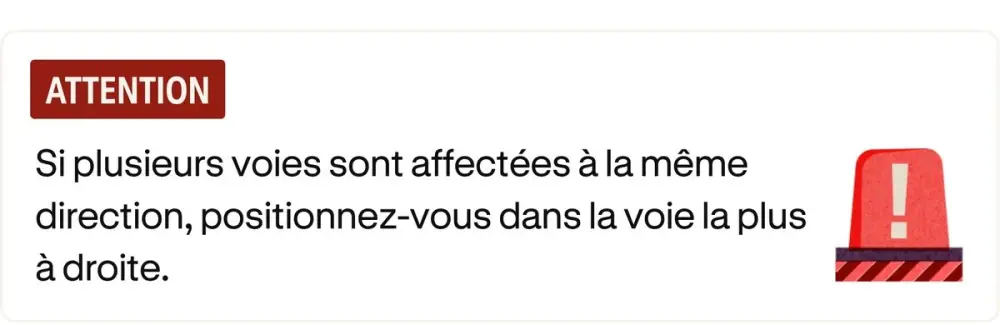 ATTENTION
Si plusieurs voies sont affectées à la même
direction, positionnez-vous dans la voie la plus
à droite.
!